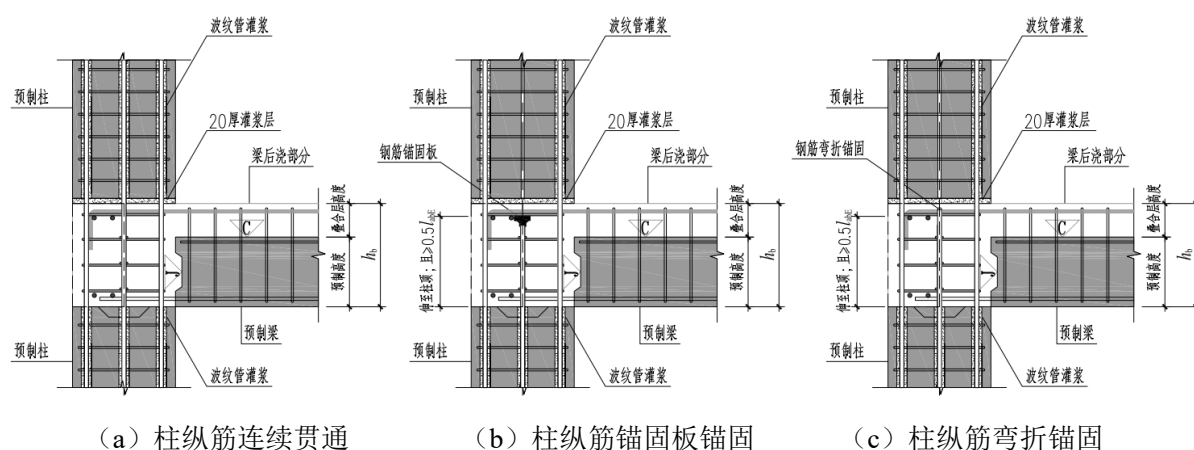 波纹管灌浆
预制柱
20厚灌浆层
梁后浇部分
叠合层高度
C
h_b
预制高度
J
预制梁
预制柱
波纹管灌浆
(a)柱纵筋连续贯通
波纹管灌浆
预制柱
20厚灌浆层
钢筋锚固板
梁后浇部分
叠合层高度
C
伸至柱顶;且≥0.5l_abE
h_b
预制高度
J
预制梁
预制柱
波纹管灌浆
(b)柱纵筋锚固板锚固
波纹管灌浆
预制柱
20厚灌浆层
钢筋弯折锚固
梁后浇部分
叠合层高度
C
伸至柱顶;且≥0.5l_abE
h_b
预制高度
J
预制梁
预制柱
波纹管灌浆
(c)柱纵筋弯折锚固